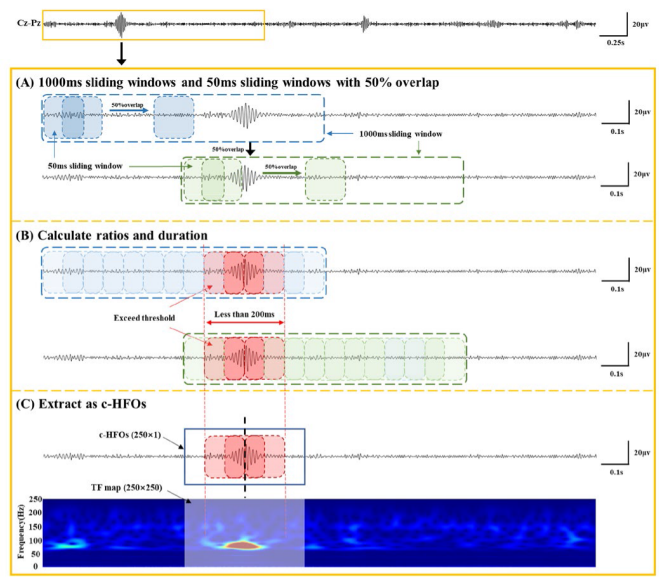 Cz-Pz
20μv
0.25s
(A) 1000ms sliding windows and 50ms sliding windows with 50% overlap
50%overlap
20μv
0.1s
1000ms sliding window
50%overlap
50ms sliding window
50%overlap
20μv
0.1s
(B) Calculate ratios and duration
20μv
0.1s
Exceed threshold
Less than 200ms
20μv
0.1s
(C) Extract as c-HFOs
c-HFOs (250×1)
20μv
0.1s
TF map (250×250)
Frequency(Hz)
250
200
150
100
50
0